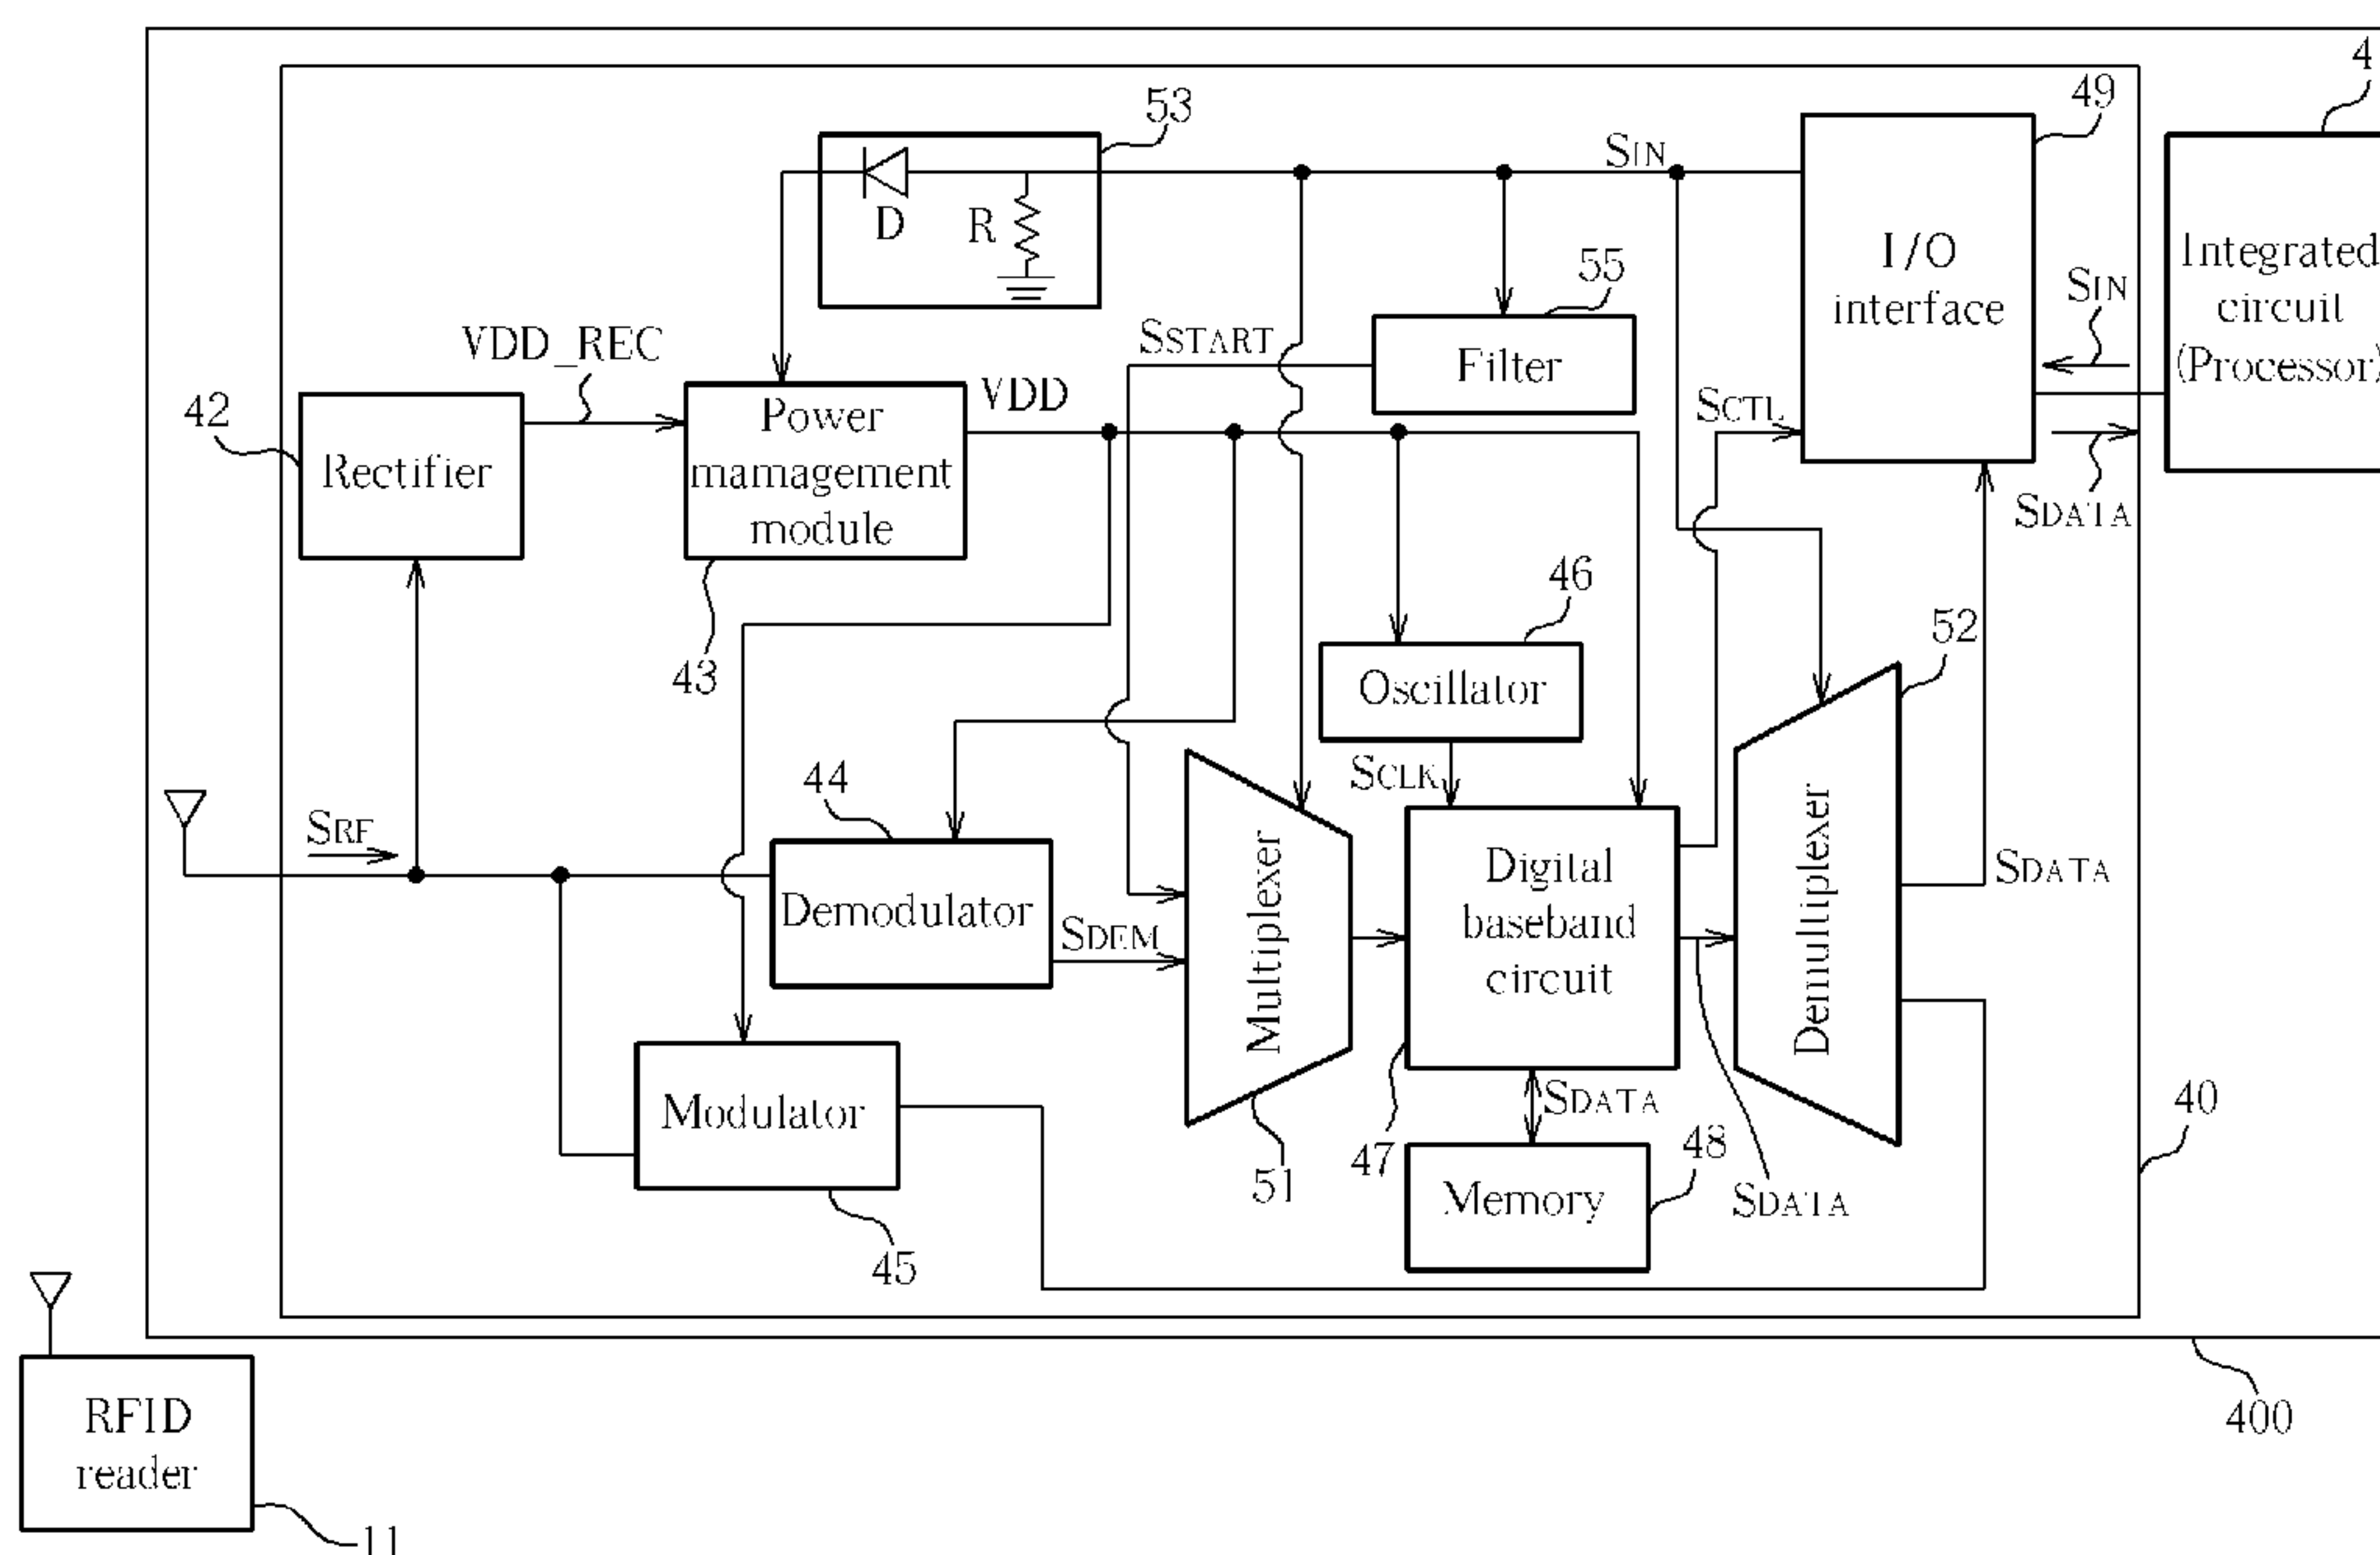 4
49
53
SIN
D
R
I/O
interface
Integrated
circuit
(Processor)
SIN
55
SSTART
Filter
VDD_REC
VDD
SCTL
42
Rectifier
Power
mamagement
module
SDATA
46
52
43
Oscillator
44
SCLK
SRF
Demodulator
SDEM
Multiplexer
Digital
baseband
circuit
Demultiplexer
SDATA
Modulator
SDATA
47
48
51
Memory
SDATA
40
45
RFID
reader
400
11